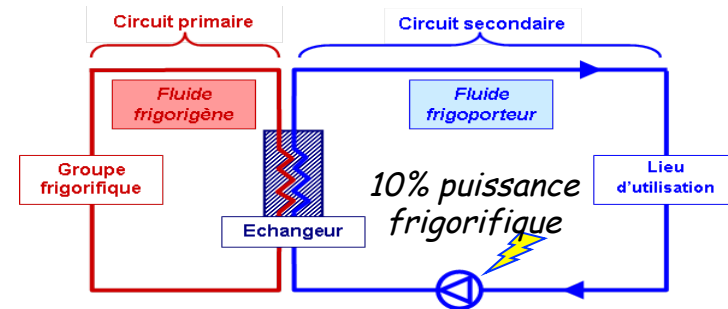 Circuit primaire
Circuit secondaire
Fluide
frigorigène
Fluide
frigoporteur
Groupe
frigorifique
Lieu
d'utilisation
10% puissance
frigorifique
Echangeur